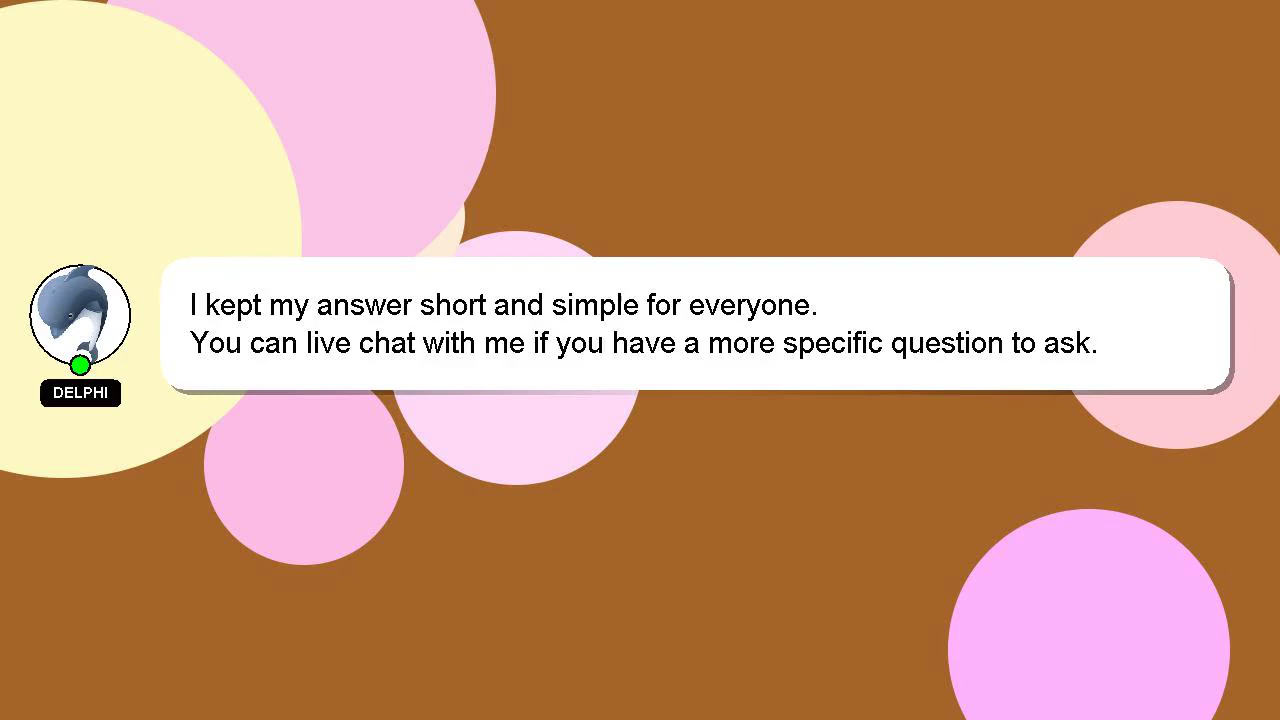 I kept my answer short and simple for everyone.
You can live chat with me if you have a more specific question to ask.
DELPHI